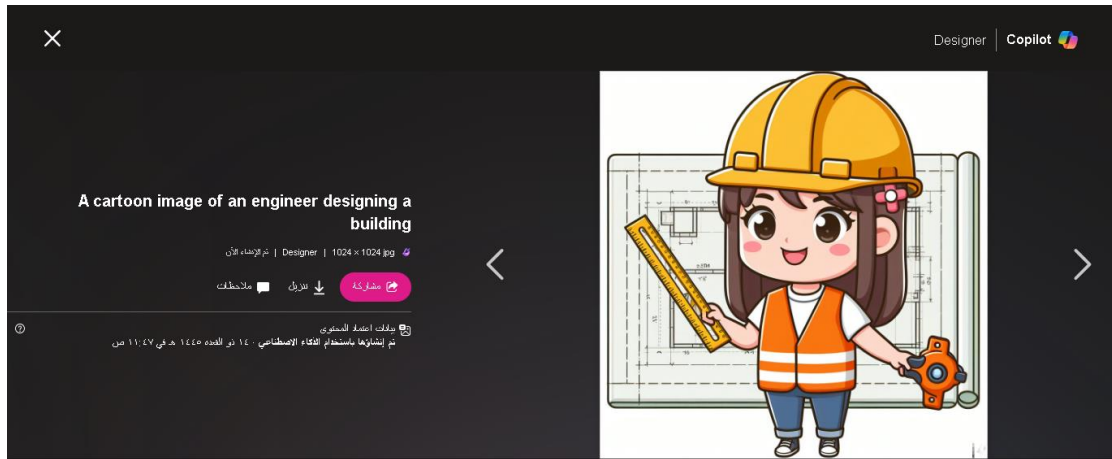 Designer | Copilot
A cartoon image of an engineer designing a
building
1024 × 1024 jpg | Designer | تم الإنشاء الآن
مشاركة تنزيل ملاحظات
بيانات اعتماد المحتوى
تم إنشاؤها باستخدام الذكاء الاصطناعي · ١٤ ذو القعدة ١٤٤٥ هـ في ١١:٤٧ ص